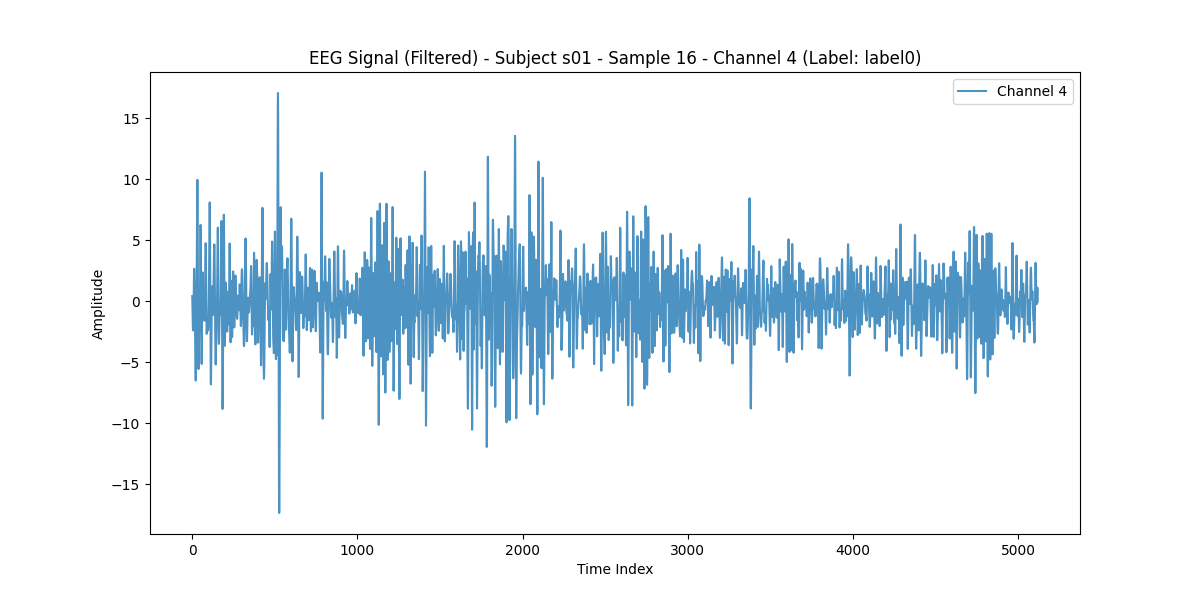 EEG Signal (Filtered) - Subject s01 - Sample 16 - Channel 4 (Label: label0)
Channel 4
15
10
5
0
−5
−10
−15
Amplitude
0 1000 2000 3000 4000 5000
Time Index